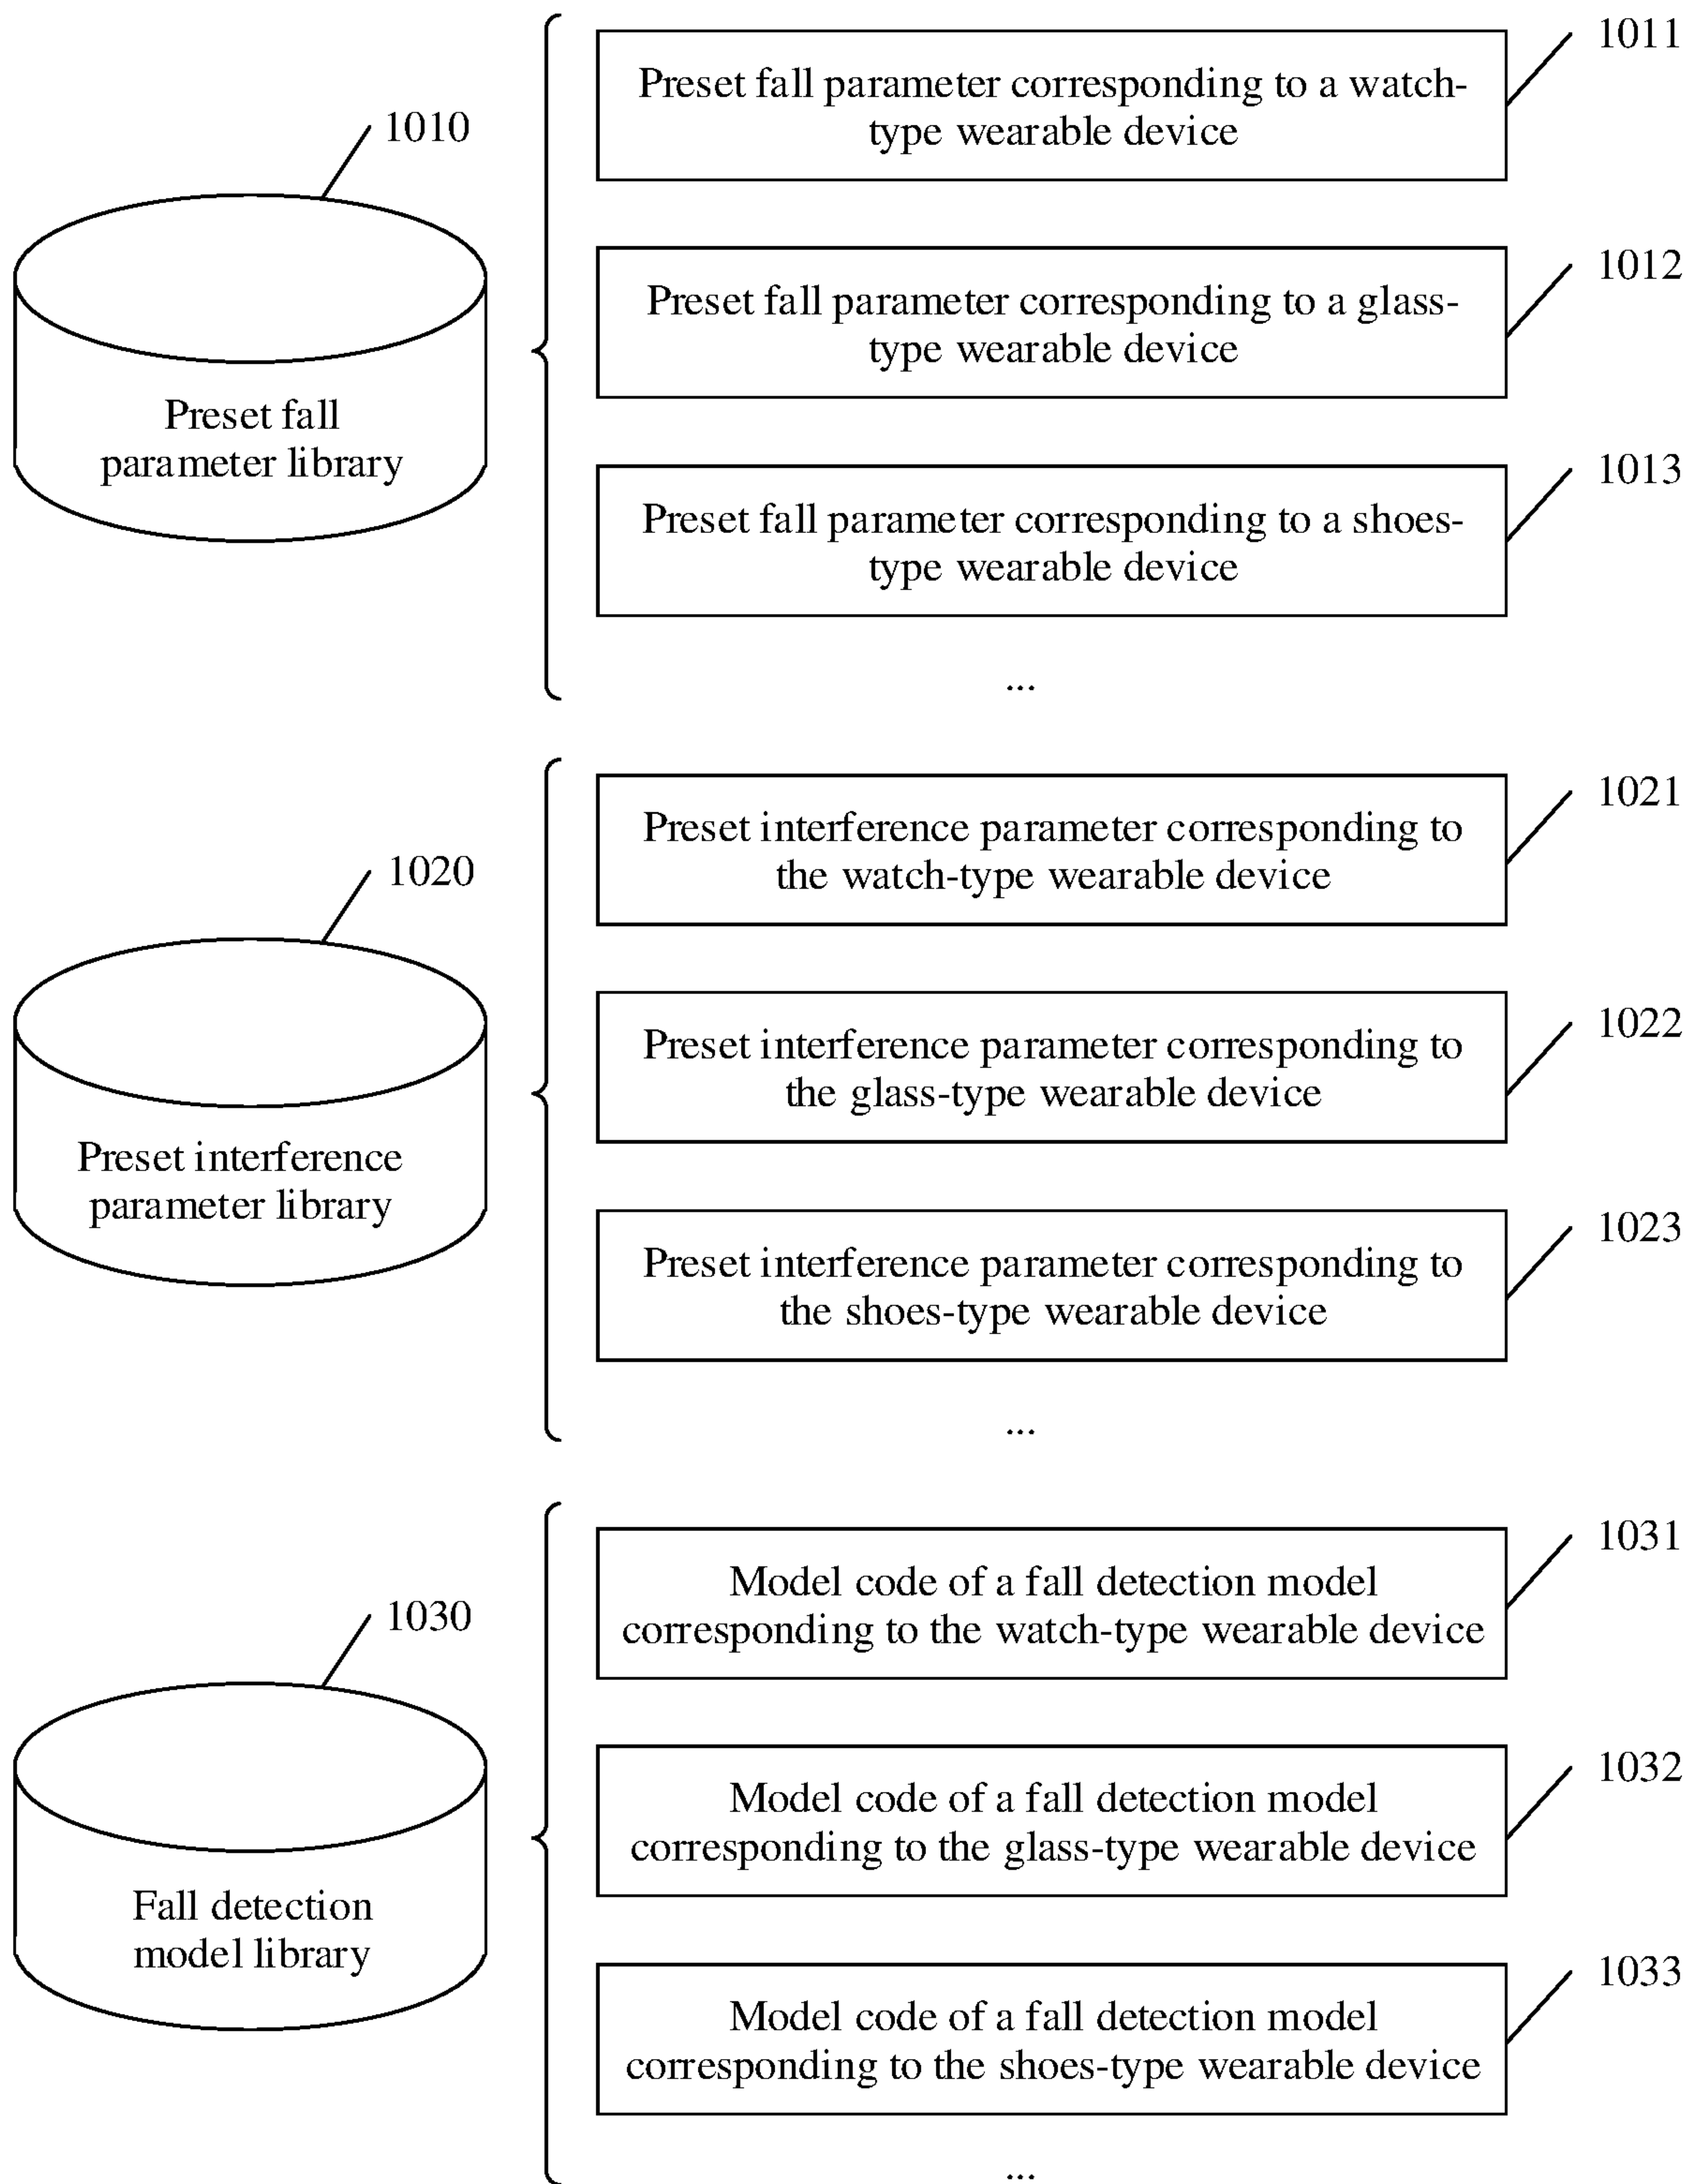 1010
Preset fall
parameter library
Preset fall parameter corresponding to a watch-
type wearable device
1011
Preset fall parameter corresponding to a glass-
type wearable device
1012
Preset fall parameter corresponding to a shoes-
type wearable device
1013
...
1020
Preset interference
parameter library
Preset interference parameter corresponding to
the watch-type wearable device
1021
Preset interference parameter corresponding to
the glass-type wearable device
1022
Preset interference parameter corresponding to
the shoes-type wearable device
1023
...
1030
Fall detection
model library
Model code of a fall detection model
corresponding to the watch-type wearable device
1031
Model code of a fall detection model
corresponding to the glass-type wearable device
1032
Model code of a fall detection model
corresponding to the shoes-type wearable device
1033
...